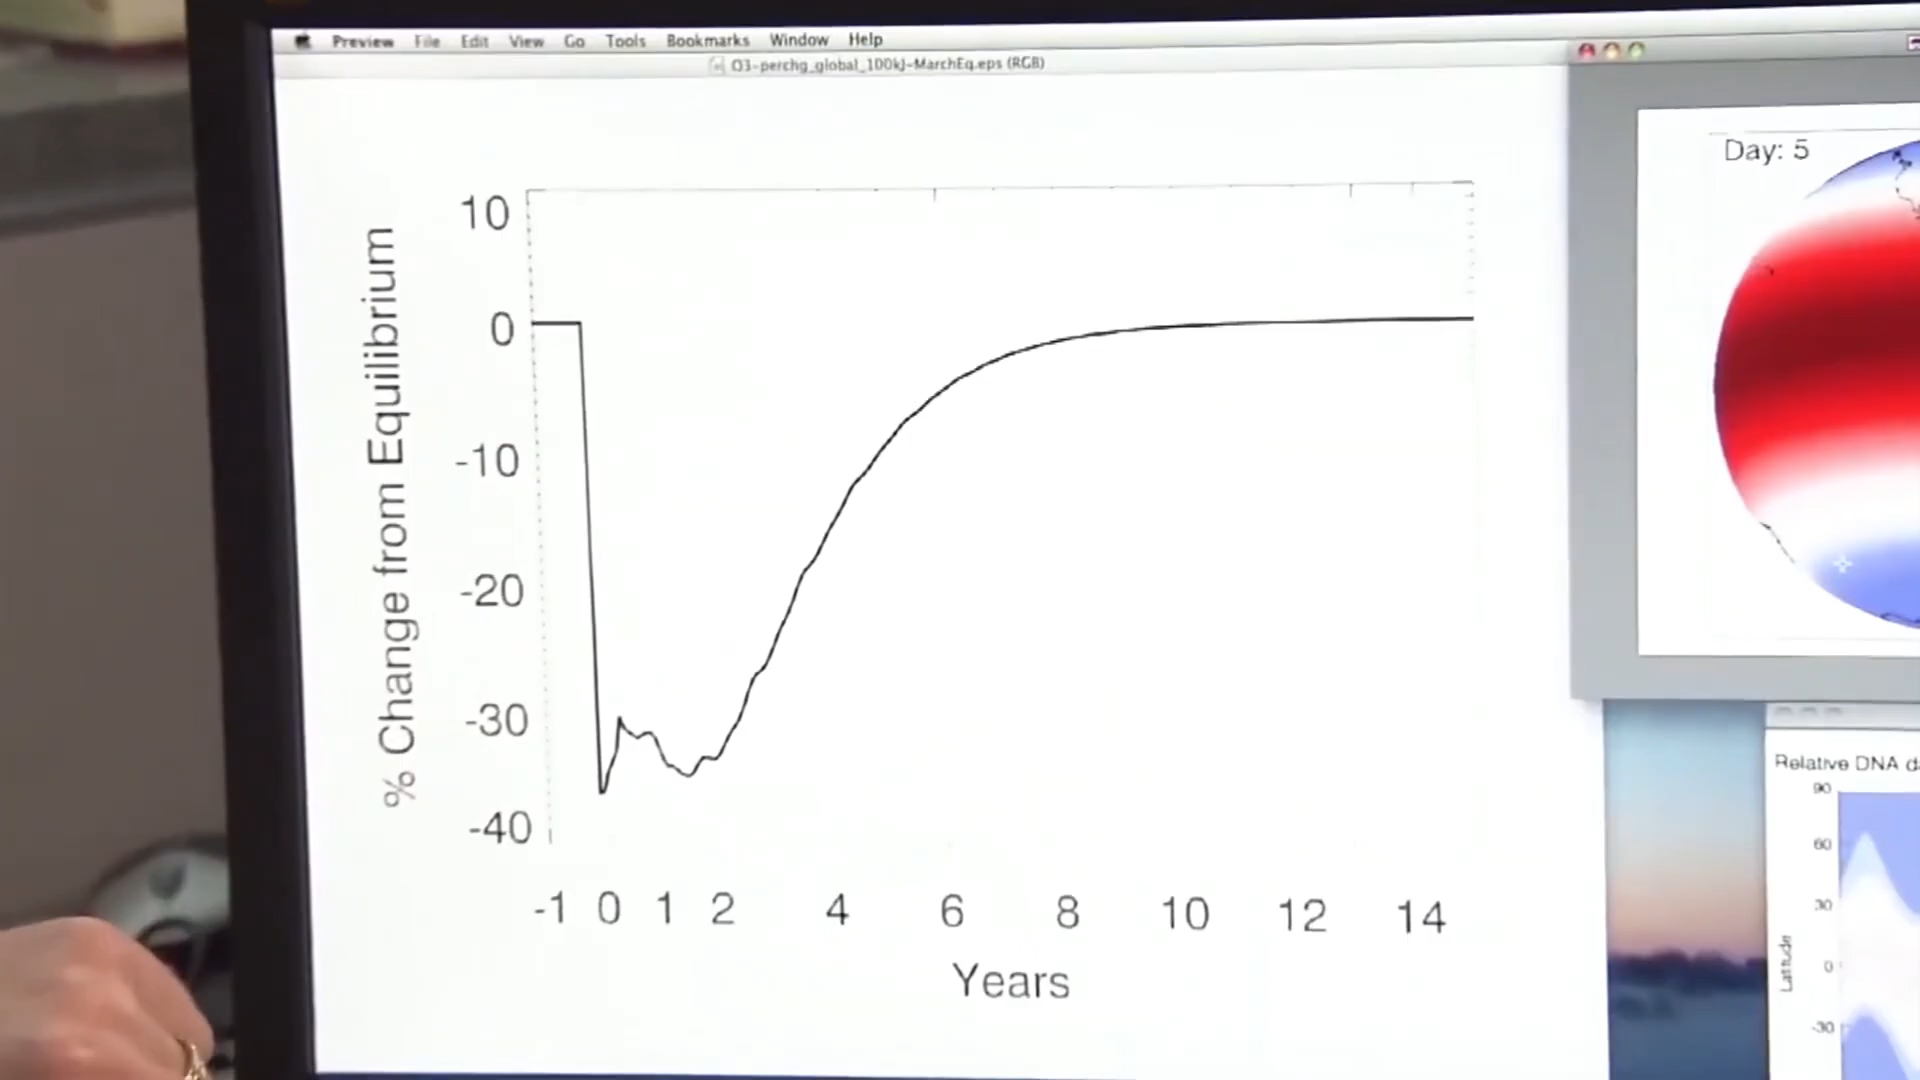 Preview File Edit View Go Tools Bookmarks Window Help
O3-perchg_global_100kJ-MarchEq.eps (RGB)
% Change from Equilibrium
10
0
-10
-20
-30
-40
-1 0 1 2 4 6 8 10 12 14
Years
Day: 5
Relative DNA d
90
60
30
0
-30
Latitude